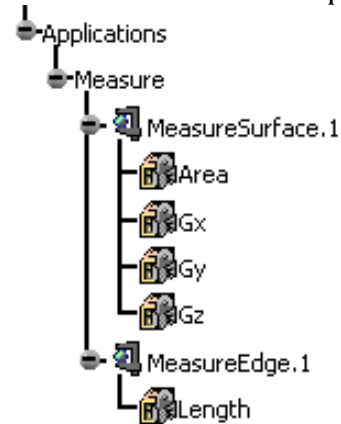 Applications
Measure
MeasureSurface.1
Area
Gx
Gy
Gz
MeasureEdge.1
Length